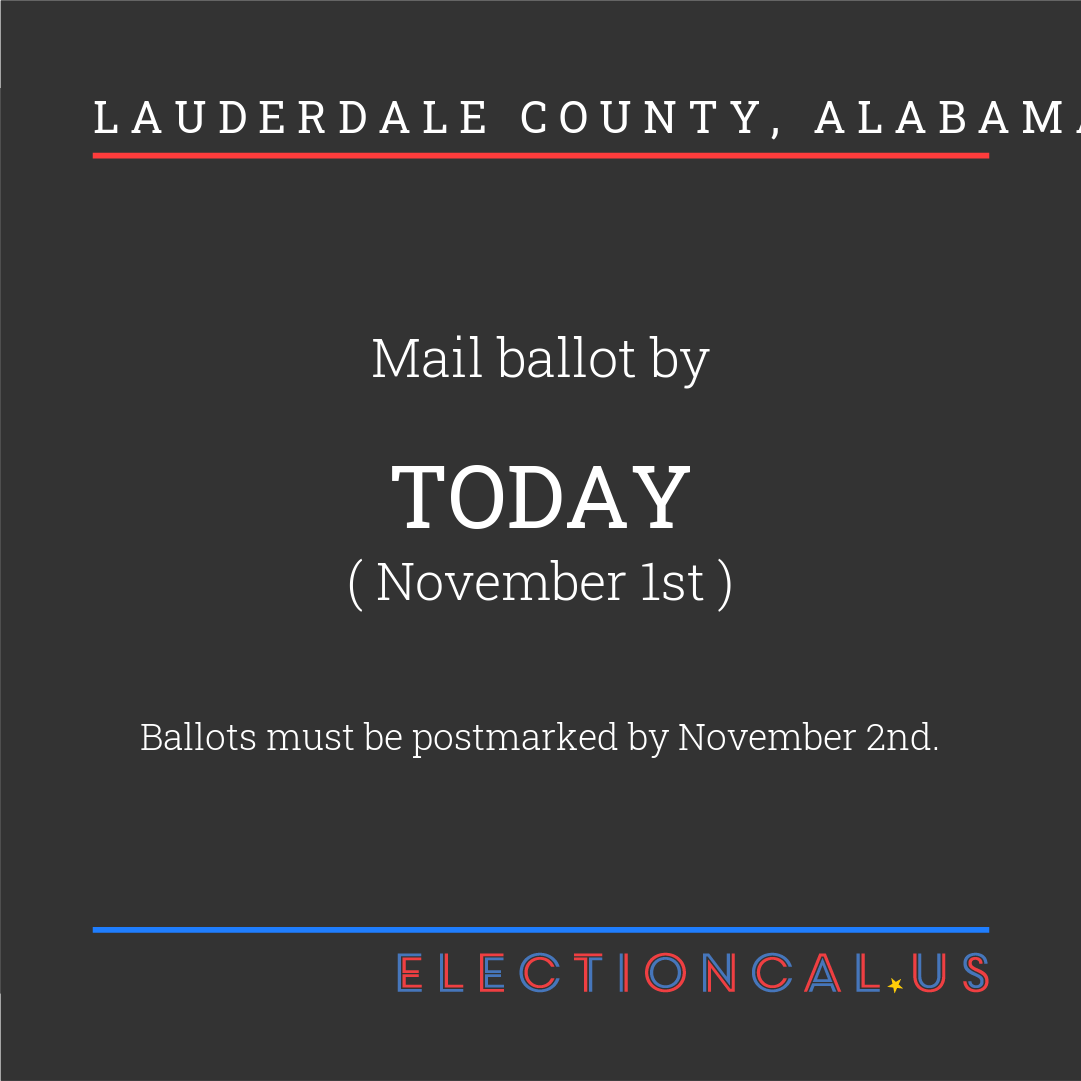 LAUDERDALE COUNTY, ALABAMA
Mail ballot by
TODAY
( November 1st )
Ballots must be postmarked by November 2nd.
ELECTIONCAL.US